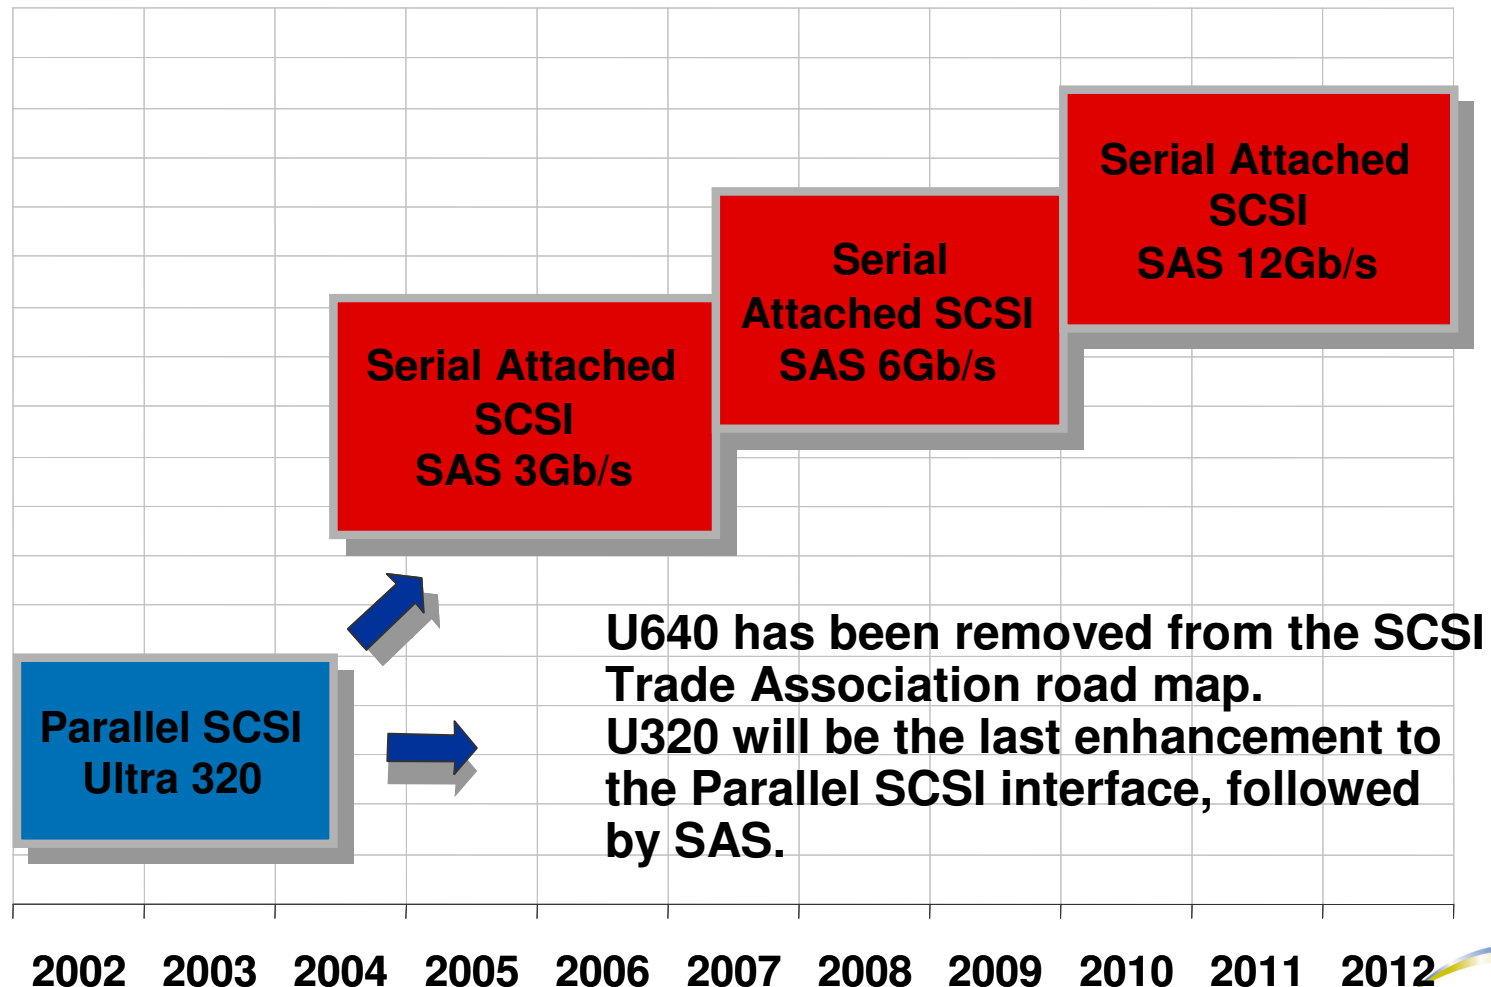 Serial Attached
SCSI
SAS 12Gb/s
Serial
Attached SCSI
SAS 6Gb/s
Serial Attached
SCSI
SAS 3Gb/s
U640 has been removed from the SCSI
Trade Association road map.
U320 will be the last enhancement to
the Parallel SCSI interface, followed
by SAS.
Parallel SCSI
Ultra 320
2002 2003 2004 2005 2006 2007 2008 2009 2010 2011 2012